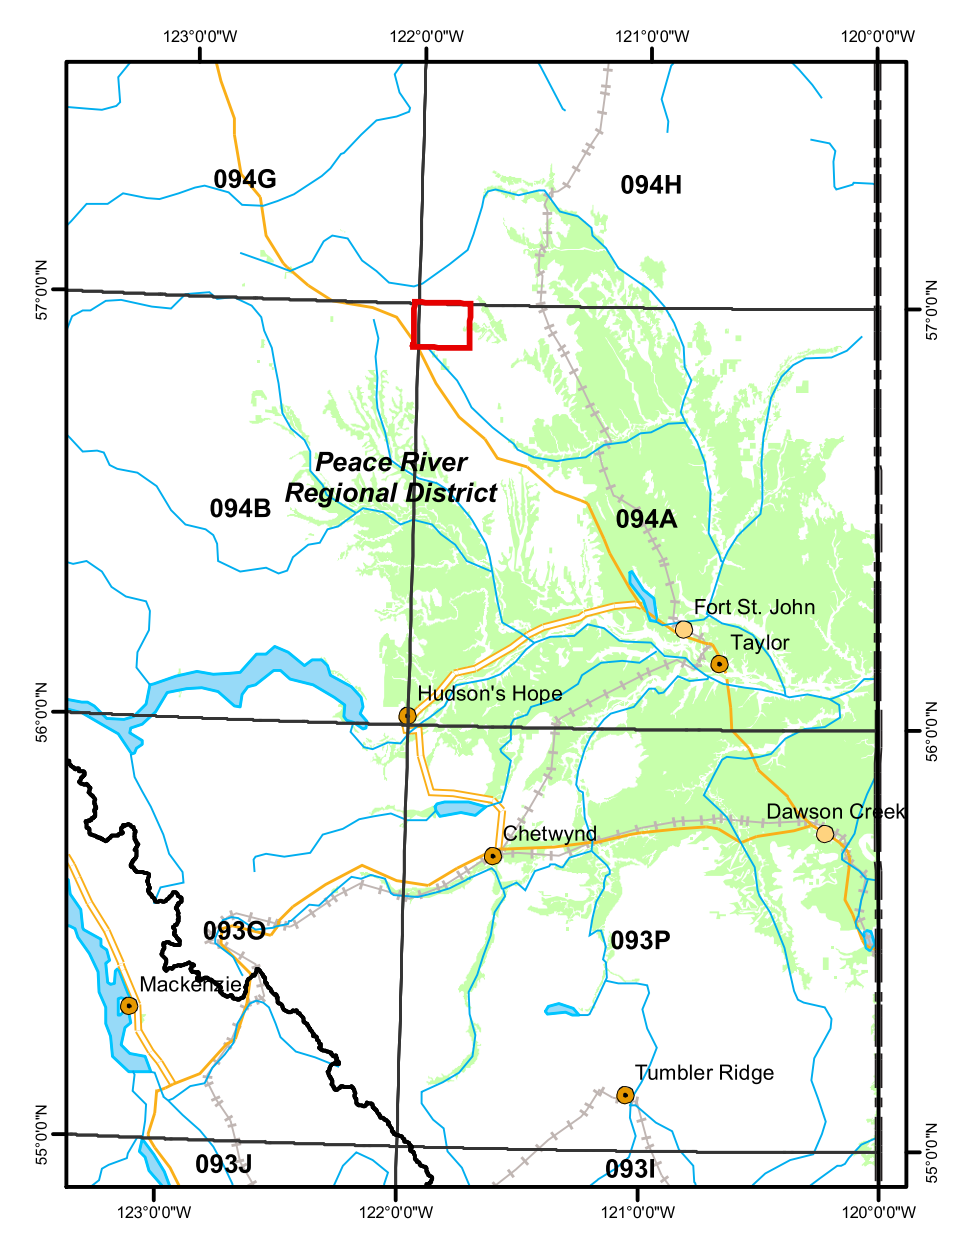 123°0'0"W
122°0'0"W
121°0'0"W
120°0'0"W
094G
094H
57°0'0"N
57°0'0"N
Peace River
Regional District
094B
094A
Fort St. John
Taylor
Hudson's Hope
56°0'0"N
56°0'0"N
Dawson Creek
Chetwynd
093O
093P
Mackenzie
Tumbler Ridge
55°0'0"N
55°0'0"N
093J
093I
123°0'0"W
122°0'0"W
121°0'0"W
120°0'0"W